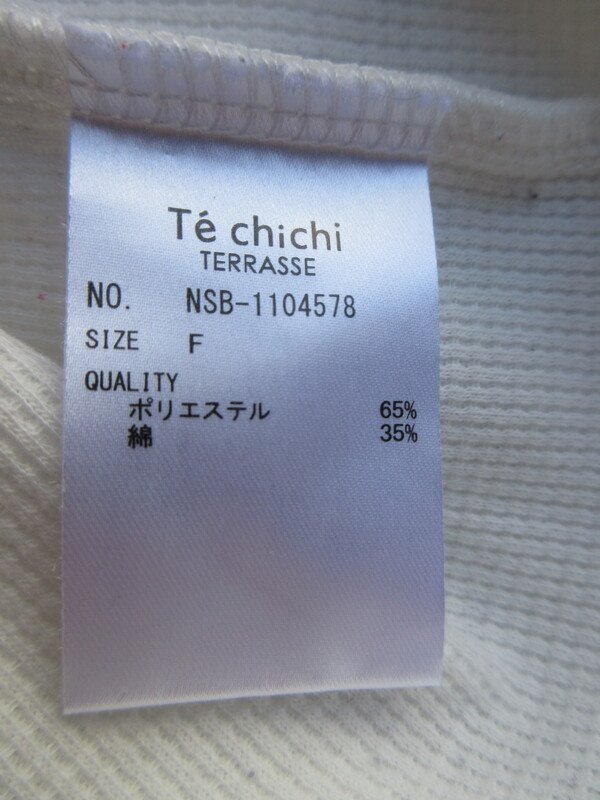 Té chichi
TERRASSE
NO. NSB-1104578
SIZE F
QUALITY
ポリエステル 65%
綿 35%